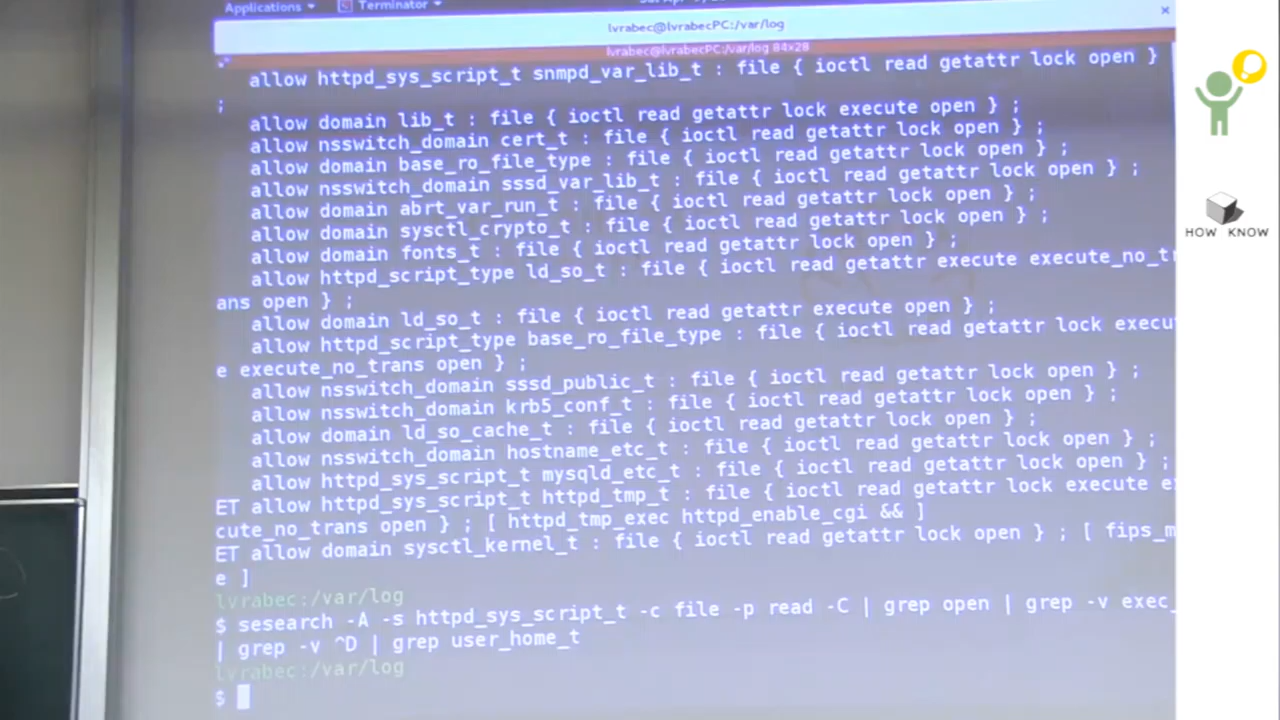 Applications Terminator
lvrabec@lvrabecPC:/var/log
lvrabec@lvrabecPC:/var/log 84x28
allow httpd_sys_script_t snmpd_var_lib_t : file { ioctl read getattr lock open }
;
allow domain lib_t : file { ioctl read getattr lock execute open } ;
allow nsswitch_domain cert_t : file { ioctl read getattr lock open } ;
allow domain base_ro_file_type : file { ioctl read getattr lock open } ;
allow nsswitch_domain sssd_var_lib_t : file { ioctl read getattr lock open } ;
allow domain abrt_var_run_t : file { ioctl read getattr lock open } ;
allow domain sysctl_crypto_t : file { ioctl read getattr lock open } ;
allow domain fonts_t : file { ioctl read getattr lock open } ;
allow httpd_script_type ld_so_t : file { ioctl read getattr execute execute_no_tr
ans open } ;
allow domain ld_so_t : file { ioctl read getattr execute open } ;
allow httpd_script_type base_ro_file_type : file { ioctl read getattr lock execu
e execute_no_trans open } ;
allow nsswitch_domain sssd_public_t : file { ioctl read getattr lock open } ;
allow nsswitch_domain krb5_conf_t : file { ioctl read getattr lock open } ;
allow domain ld_so_cache_t : file { ioctl read getattr lock open } ;
allow nsswitch_domain hostname_etc_t : file { ioctl read getattr lock open } ;
allow httpd_sys_script_t mysqld_etc_t : file { ioctl read getattr lock open } ;
ET allow httpd_sys_script_t httpd_tmp_t : file { ioctl read getattr lock execute e
cute_no_trans open } ; [ httpd_tmp_exec httpd_enable_cgi && ]
ET allow domain sysctl_kernel_t : file { ioctl read getattr lock open } ; [ fips_m
e ]
lvrabec:/var/log
$ sesearch -A -s httpd_sys_script_t -c file -p read -C | grep open | grep -v exec_
| grep -v ^D | grep user_home_t
lvrabec:/var/log
$
HOW KNOW